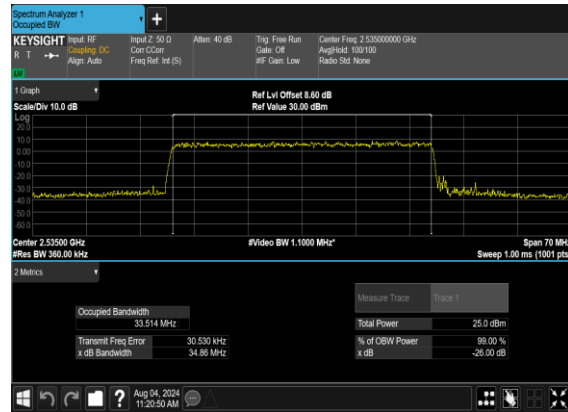 Spectrum Analyzer 1
Occupied BW
KEYSIGHT
R T
LW
Input: RF
Coupling: DC
Align: Auto
Input Z: 50 Ω
Corr CCorr
Freq Ref: Int (S)
Atten: 40 dB
Trig: Free Run
Gate: Off
#IF Gain: Low
Center Freq: 2.535000000 GHz
Avg|Hold: 100/100
Radio Std: None
1 Graph
Scale/Div 10.0 dB
Ref Lvl Offset 8.60 dB
Ref Value 30.00 dBm
Log
20.0
10.0
0.00
-10.0
-20.0
-30.0
-40.0
-50.0
-60.0
Center 2.53500 GHz
#Res BW 360.00 kHz
#Video BW 1.1000 MHz*
Span 70 MHz
Sweep 1.00 ms (1001 pts
2 Metrics
Measure Trace
Trace 1
Occupied Bandwidth
33.514 MHz
Total Power
25.0 dBm
Transmit Freq Error
30.530 kHz
% of OBW Power
99.00 %
x dB Bandwidth
34.86 MHz
x dB
-26.00 dB
?
Aug 04, 2024
11:20:50 AM